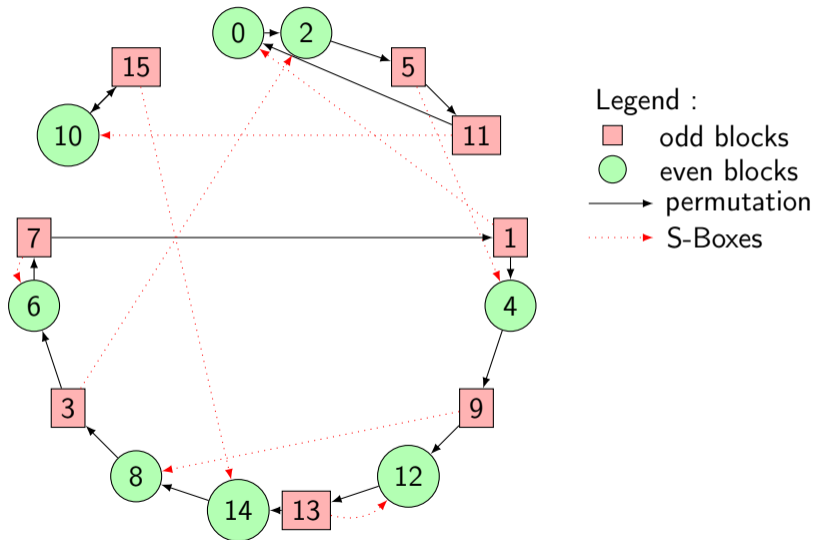 0 2
15 5
10 11
Legend :
odd blocks
even blocks
permutation
S-Boxes
7 1
6 4
3 9
8 12
14 13